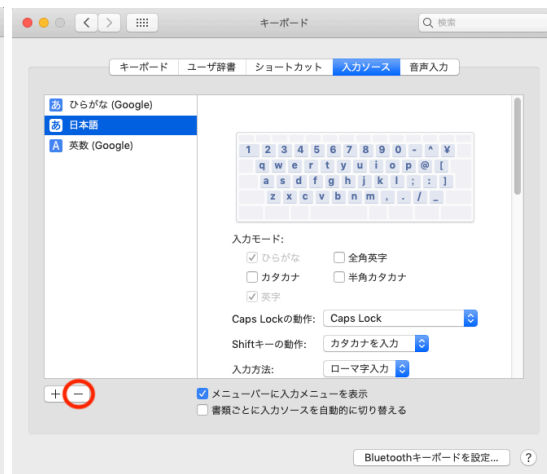 キーボード
検索
キーボード ユーザ辞書 ショートカット 入力ソース 音声入力
あ ひらがな (Google)
あ 日本語
A 英数 (Google)
1 2 3 4 5 6 7 8 9 0 - ^ ¥
q w e r t y u i o p @ [
a s d f g h j k l ; : ]
z x c v b n m , . / _
入力モード:
ひらがな 全角英字
カタカナ 半角カタカナ
英字
Caps Lockの動作: Caps Lock
Shiftキーの動作: カタカナを入力
入力方法: ローマ字入力
+ −
メニューバーに入力メニューを表示
書類ごとに入力ソースを自動的に切り替える
Bluetoothキーボードを設定... ?